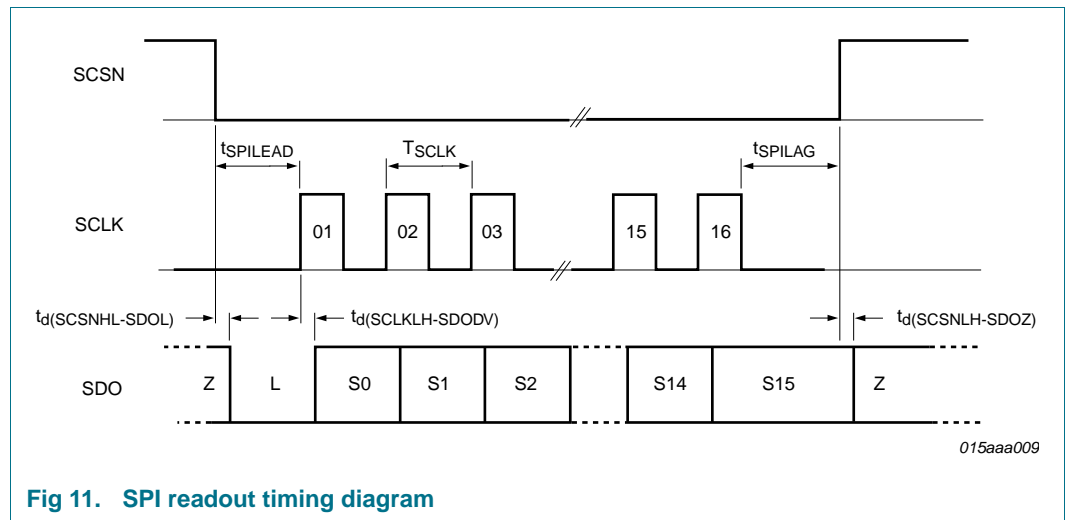 SCSN
tSPILEAD
TSCLK
tSPILAG
SCLK
01
02
03
15
16
td(SCSNHL-SDOL)
td(SCLKLH-SDODV)
td(SCSNLH-SDOZ)
SDO
Z
L
S0
S1
S2
S14
S15
Z
015aaa009
Fig 11. SPI readout timing diagram